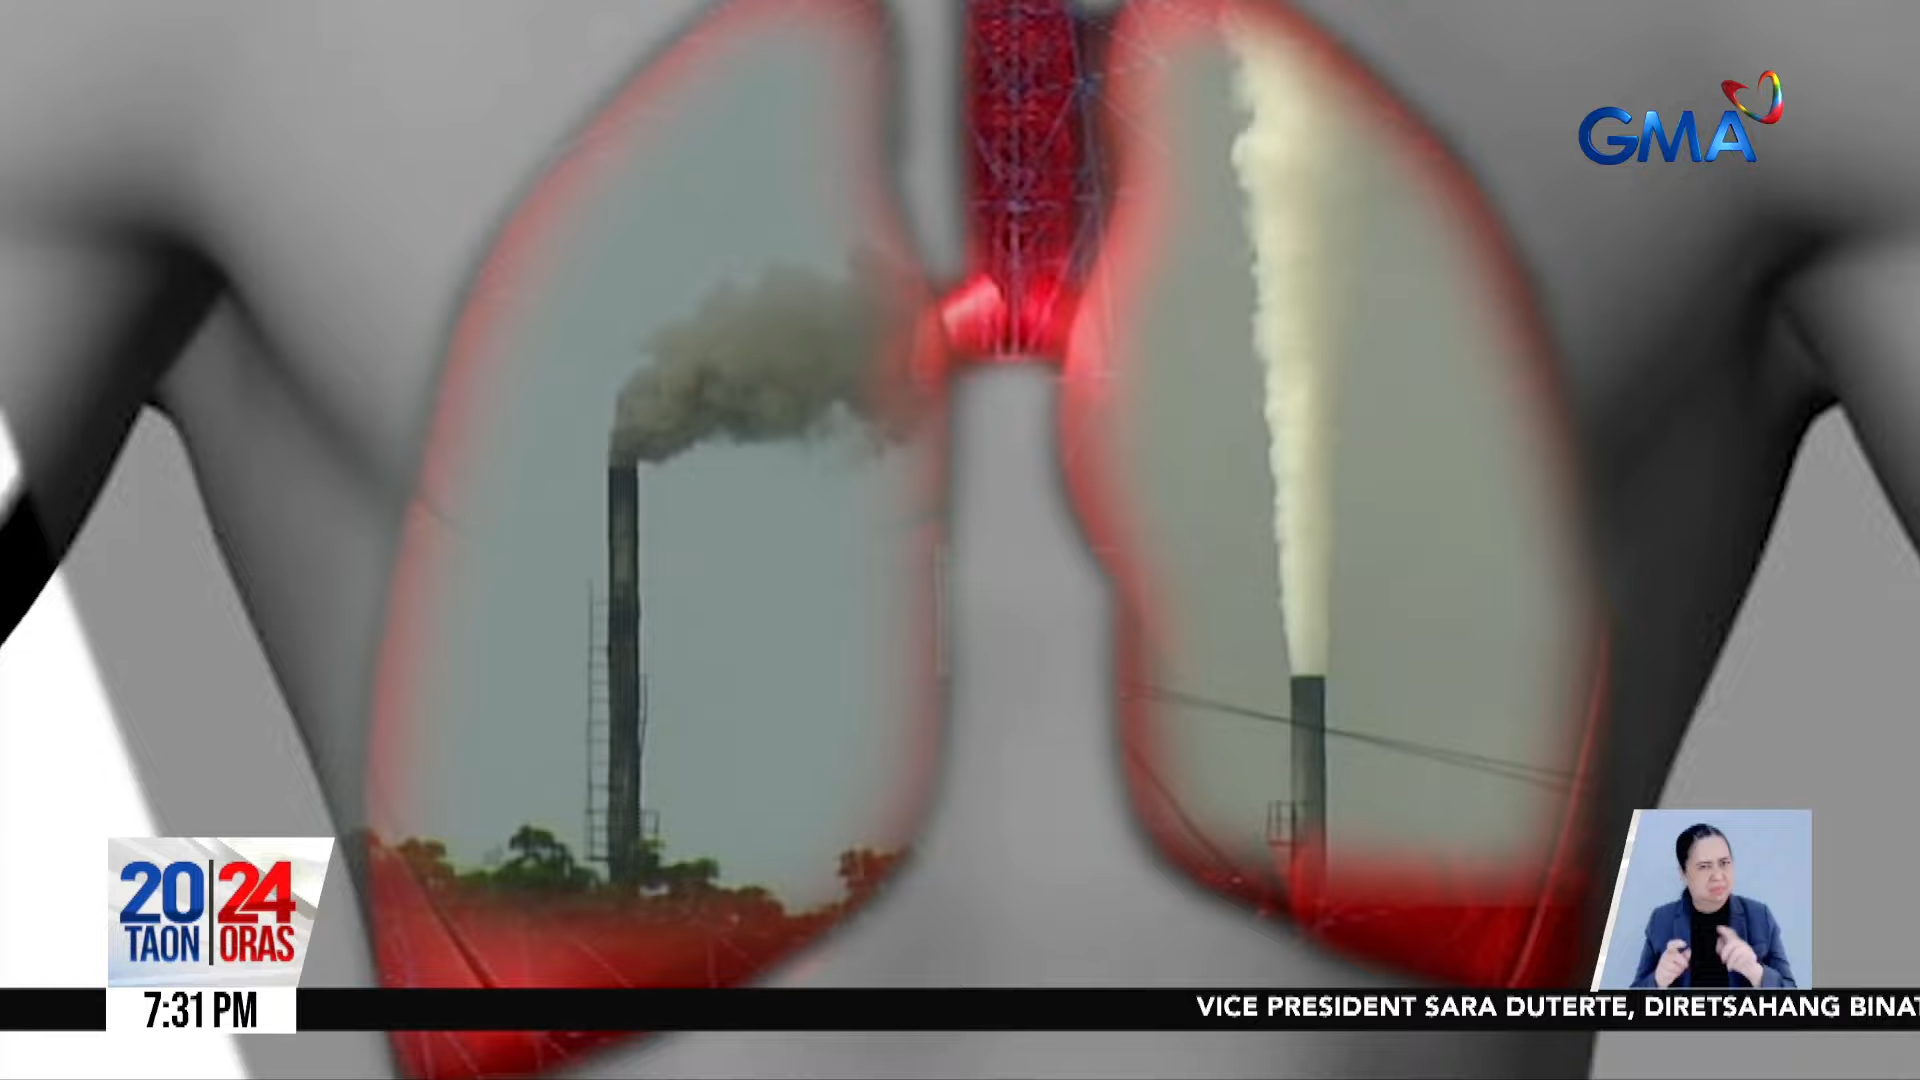 GMA
20 24
TAON ORAS
7:31 PM
VICE PRESIDENT SARA DUTERTE, DIRETSAHANG